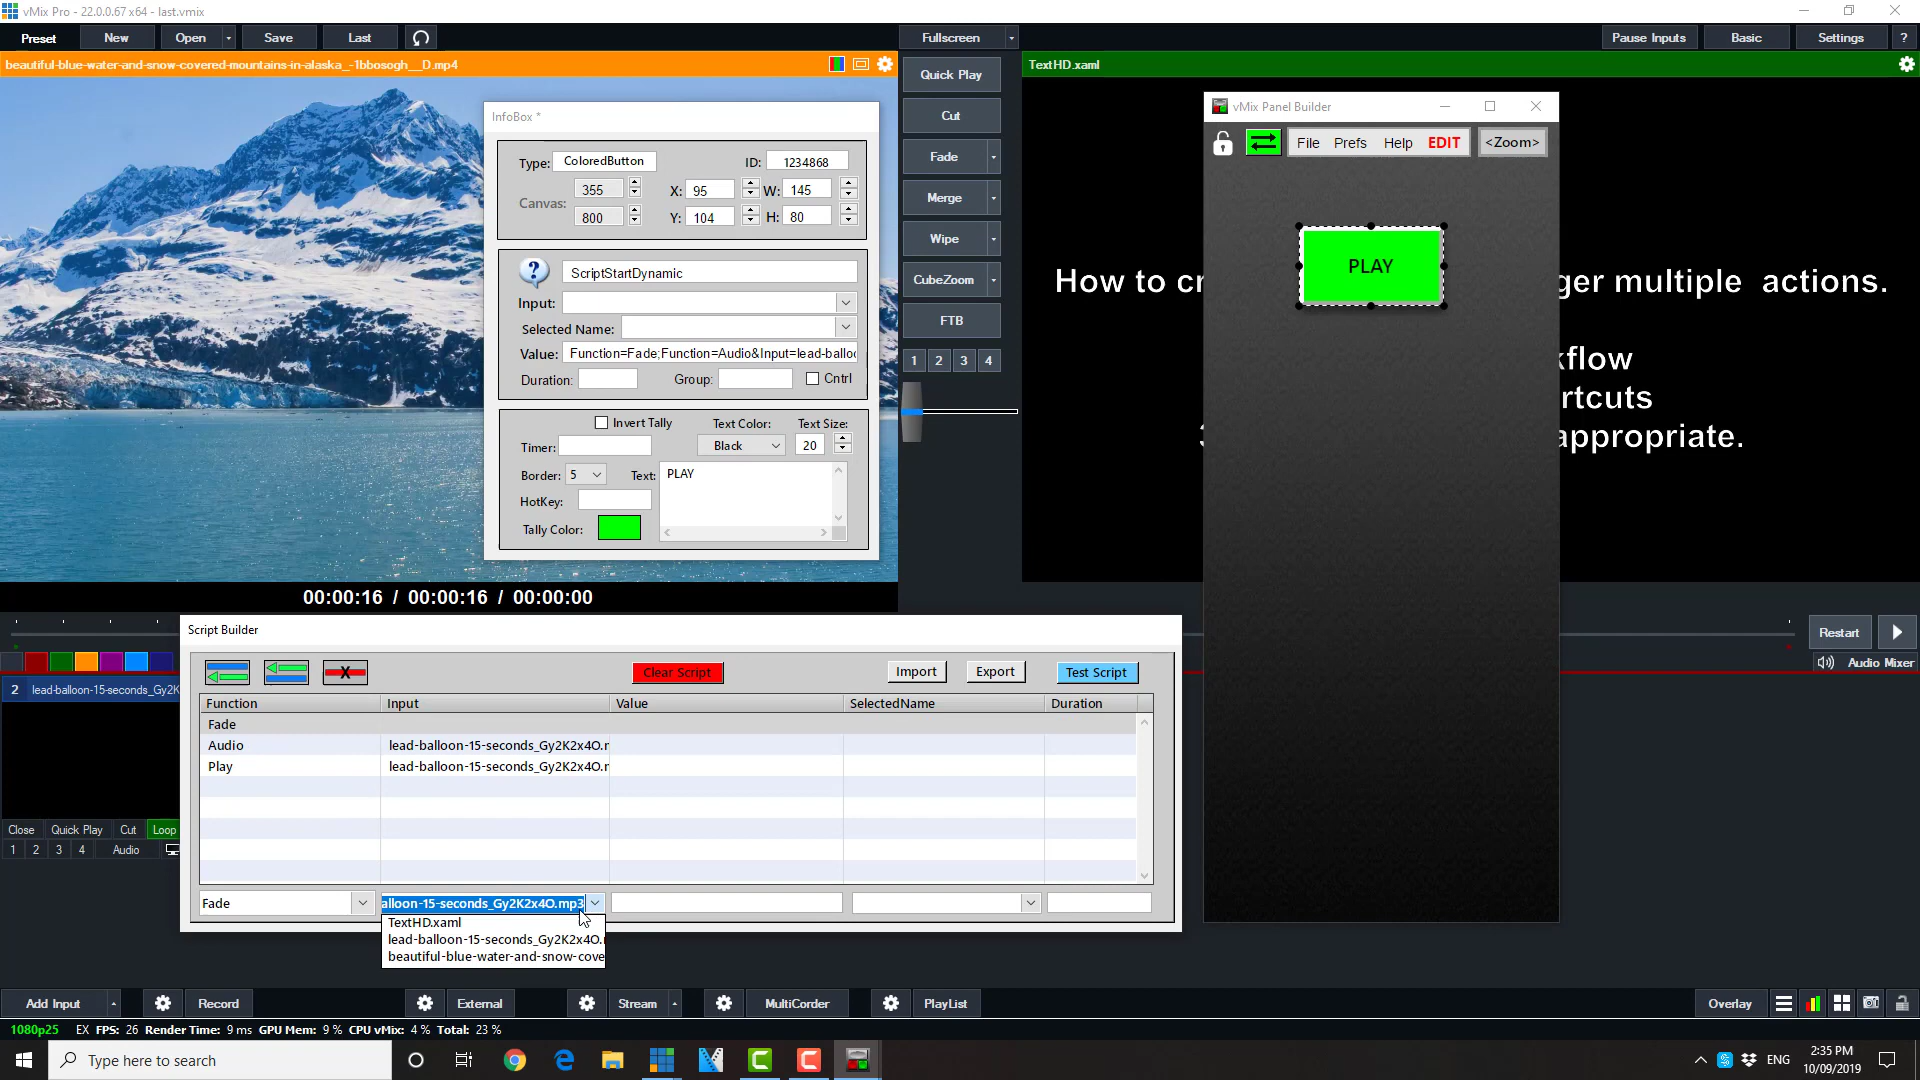 vMix Pro - 22.0.0.67 x64 - last.vmix
Preset New Open Save Last Fullscreen Pause Inputs Basic Settings ?
beautiful-blue-water-and-snow-covered-mountains-in-alaska_-1bbosogh__D.mp4
TextHD.xaml
Quick Play
Cut
Fade
Merge
Wipe
CubeZoom
FTB
1 2 3 4
InfoBox *
Type: ColoredButton ID: 1234868
Canvas: 355 X: 95 W: 145
800 Y: 104 H: 80
? ScriptStartDynamic
Input:
Selected Name:
Value: Function=Fade;Function=Audio&Input=lead-balloo
Duration: Group: Cntrl
Invert Tally Text Color: Text Size:
Timer: Black 20
Border: 5 Text: PLAY
HotKey:
Tally Color:
vMix Panel Builder
File Prefs Help EDIT <Zoom>
PLAY
How to cr ger multiple actions.
kflow
rtcuts
3 appropriate.
00:00:16 / 00:00:16 / 00:00:00
Restart
Audio Mixer
2 lead-balloon-15-seconds_Gy2K
Close Quick Play Cut Loop
1 2 3 4 Audio
Script Builder
X Clear Script Import Export Test Script
Function Input Value SelectedName Duration
Fade
Audio lead-balloon-15-seconds_Gy2K2x4O.r
Play lead-balloon-15-seconds_Gy2K2x4O.r
Fade alloon-15-seconds_Gy2K2x4O.mp3
TextHD.xaml
lead-balloon-15-seconds_Gy2K2x4O.
beautiful-blue-water-and-snow-cove
Add Input Record External Stream MultiCorder PlayList Overlay
1080p25 EX FPS: 26 Render Time: 9 ms GPU Mem: 9 % CPU vMix: 4 % Total: 23 %
Type here to search
ENG
2:35 PM
10/09/2019